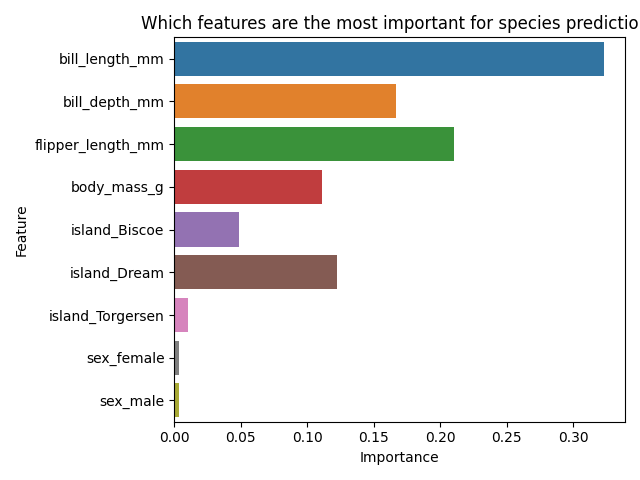 Which features are the most important for species predictio
bill_length_mm
bill_depth_mm
flipper_length_mm
body_mass_g
island_Biscoe
island_Dream
island_Torgersen
sex_female
sex_male
Feature
0.00 0.05 0.10 0.15 0.20 0.25 0.30
Importance